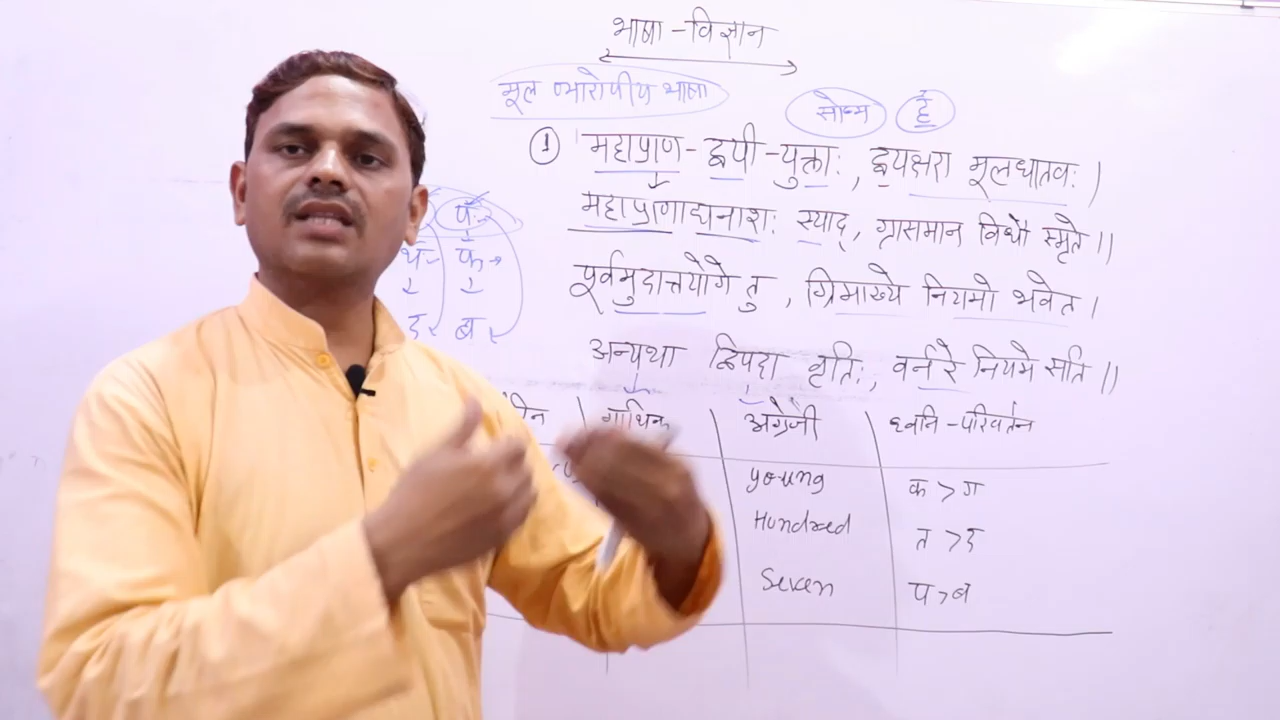 भाषा-विज्ञान
मूल भारोपीय भाषा
सोष्म
है
① महाप्राण-द्वयी-युक्ताः, द्वयक्षरा मूलधातवः।
महाप्राणाद्यनाशः स्याद्, ग्रासमान विधौ स्मृते॥
पूर्वमुदात्तयोगे तु, ग्रिमाख्ये नियमो भवेत।
अन्यथा द्विपदा वृतिः, वर्नरे नियमे सति॥
प
थ फ
द ब
गाथिक अंग्रेजी ध्वनि-परिवर्तन
young क > ग
Hundred त > द
Seven प > ब